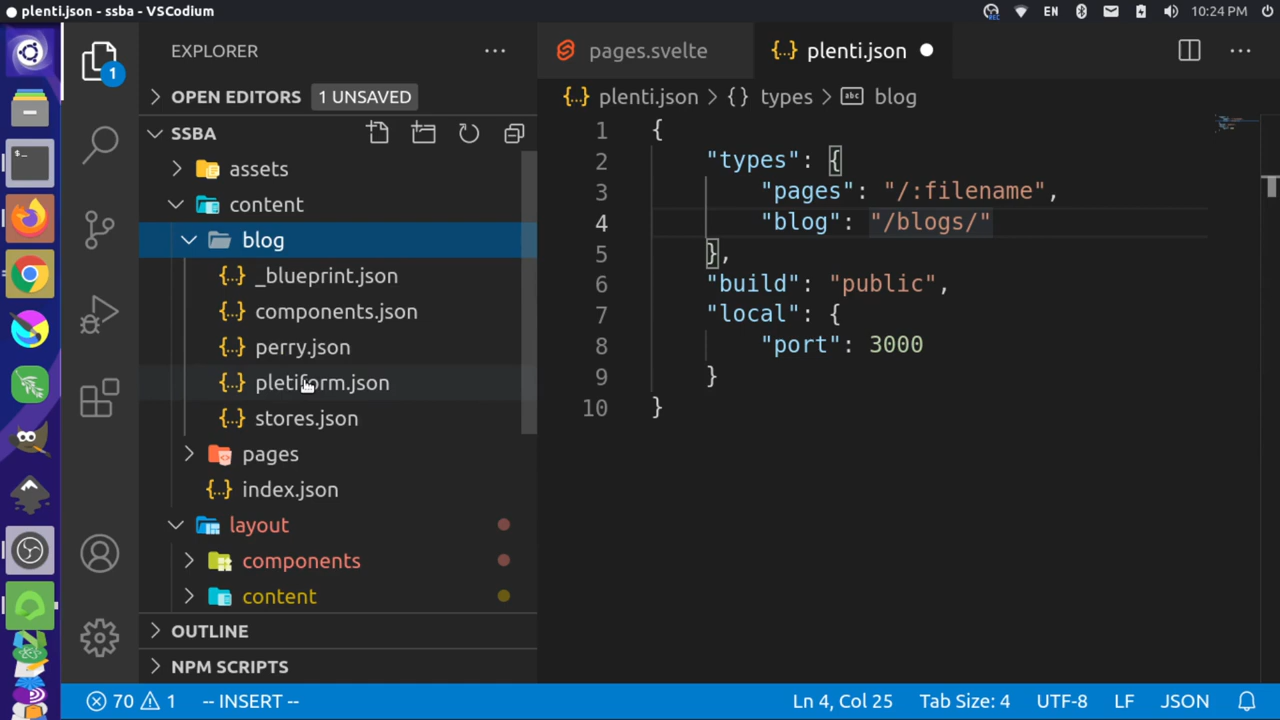 plenti.json - ssba - VSCodium
REC
EN
10:24 PM
1
EXPLORER
OPEN EDITORS
1 UNSAVED
SSBA
assets
content
blog
_blueprint.json
components.json
perry.json
pletiform.json
stores.json
pages
index.json
layout
components
content
OUTLINE
NPM SCRIPTS
pages.svelte
plenti.json
plenti.json > {} types > abc blog
1 {
2 "types": {
3 "pages": "/:filename",
4 "blog": "/blogs/"
5 },
6 "build": "public",
7 "local": {
8 "port": 3000
9 }
10 }
70 1 -- INSERT --
Ln 4, Col 25 Tab Size: 4 UTF-8 LF JSON